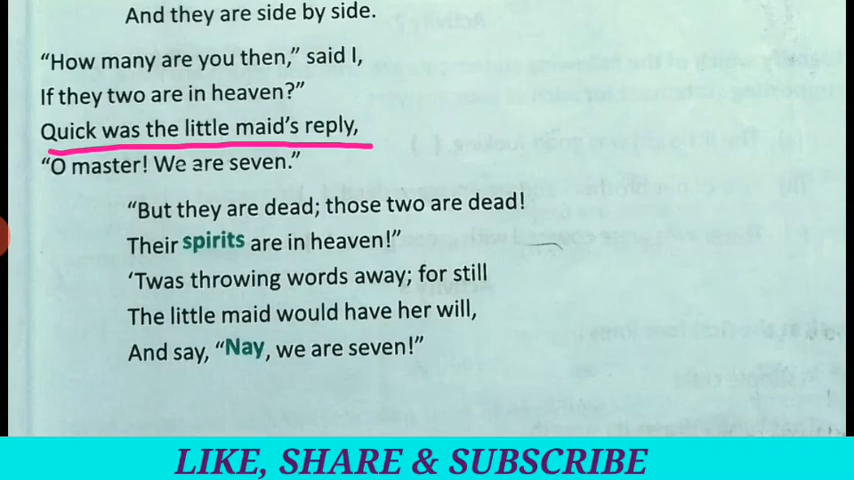 And they are side by side.
“How many are you then,” said I,
If they two are in heaven?”
Quick was the little maid’s reply,
“O master! We are seven.”
“But they are dead; those two are dead!
Their spirits are in heaven!”
‘Twas throwing words away; for still
The little maid would have her will,
And say, “Nay, we are seven!”
LIKE, SHARE & SUBSCRIBE